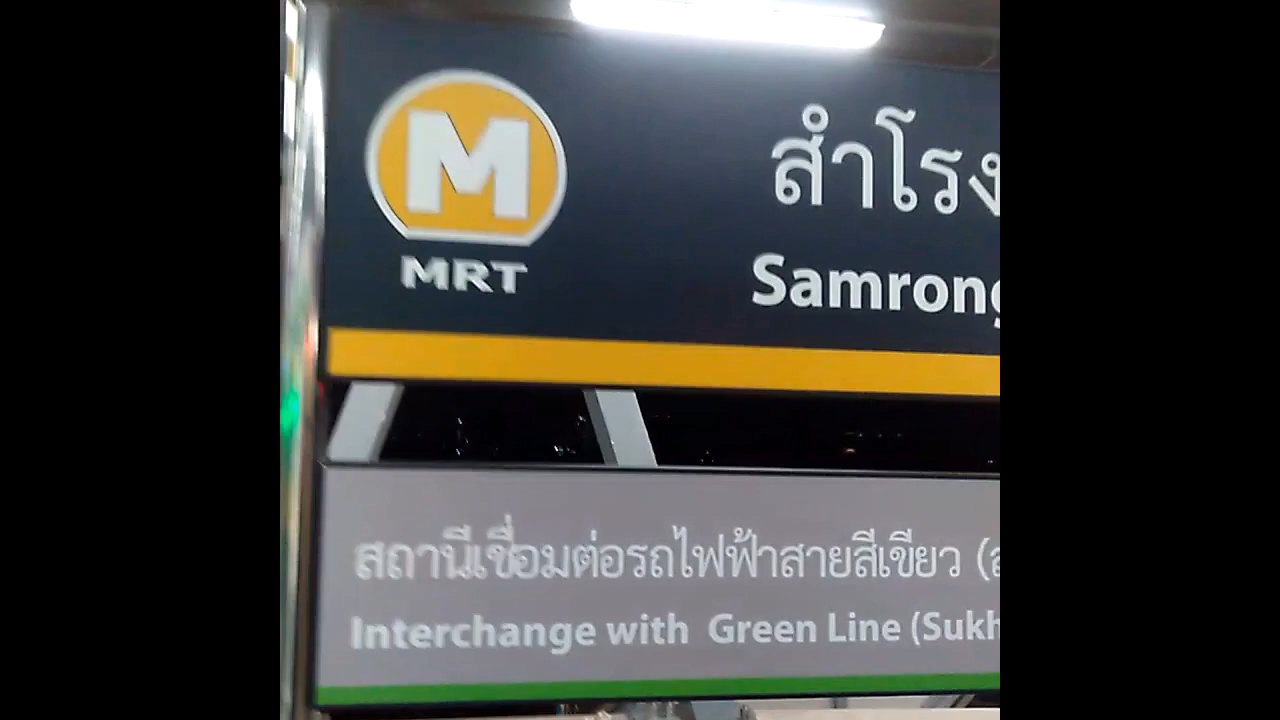 M
MRT
สำโรง
Samrong
สถานีเชื่อมต่อรถไฟฟ้าสายสีเขียว (
Interchange with Green Line (Sukh